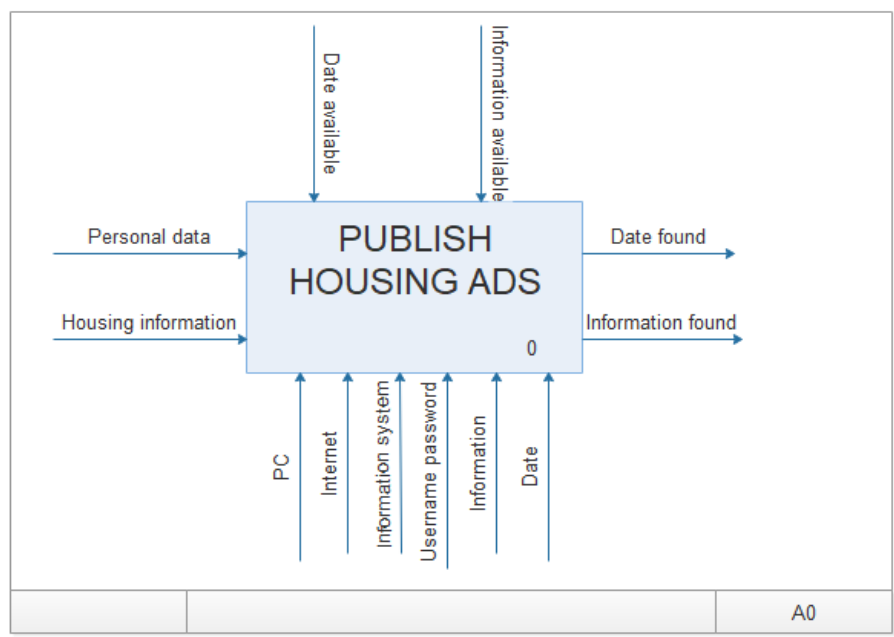 Date available
Information available
Personal data
PUBLISH
HOUSING ADS
Date found
Housing information
Information found
0
PC
Internet
Information system
Username password
Information
Date
A0